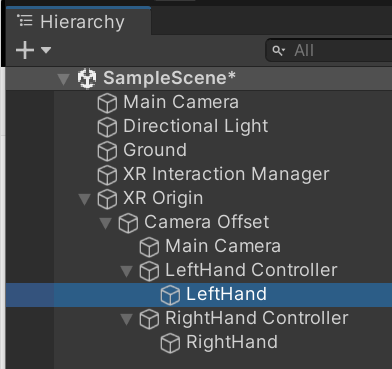 Hierarchy
All
SampleScene*
Main Camera
Directional Light
Ground
XR Interaction Manager
XR Origin
Camera Offset
Main Camera
LeftHand Controller
LeftHand
RightHand Controller
RightHand